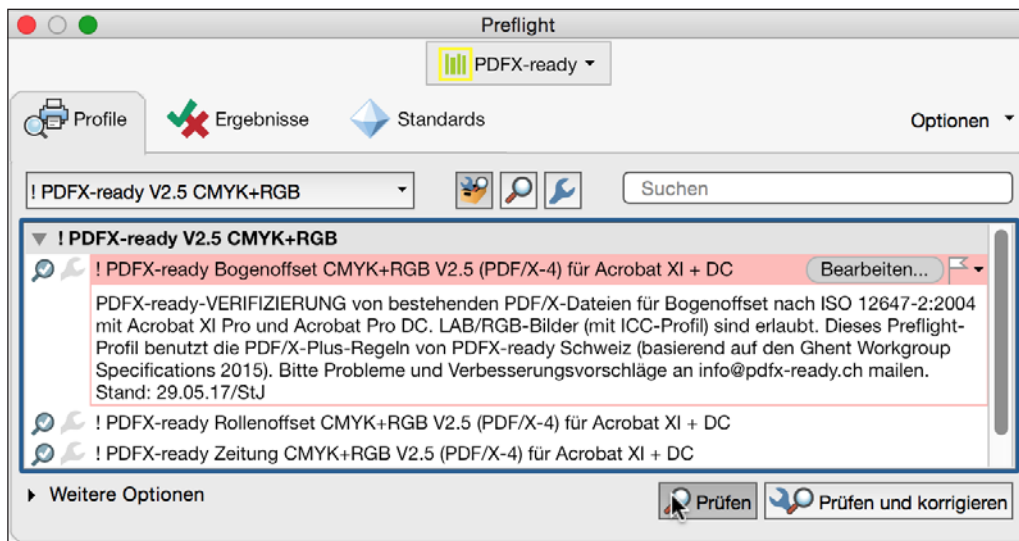 Preflight
PDFX-ready
Profile
Ergebnisse
Standards
Optionen
! PDFX-ready V2.5 CMYK+RGB
Suchen
! PDFX-ready V2.5 CMYK+RGB
! PDFX-ready Bogenoffset CMYK+RGB V2.5 (PDF/X-4) für Acrobat XI + DC
Bearbeiten...
PDFX-ready-VERIFIZIERUNG von bestehenden PDF/X-Dateien für Bogenoffset nach ISO 12647-2:2004
mit Acrobat XI Pro und Acrobat Pro DC. LAB/RGB-Bilder (mit ICC-Profil) sind erlaubt. Dieses Preflight-
Profil benutzt die PDF/X-Plus-Regeln von PDFX-ready Schweiz (basierend auf den Ghent Workgroup
Specifications 2015). Bitte Probleme und Verbesserungsvorschläge an info@pdfx-ready.ch mailen.
Stand: 29.05.17/StJ
! PDFX-ready Rollenoffset CMYK+RGB V2.5 (PDF/X-4) für Acrobat XI + DC
! PDFX-ready Zeitung CMYK+RGB V2.5 (PDF/X-4) für Acrobat XI + DC
Weitere Optionen
Prüfen
Prüfen und korrigieren